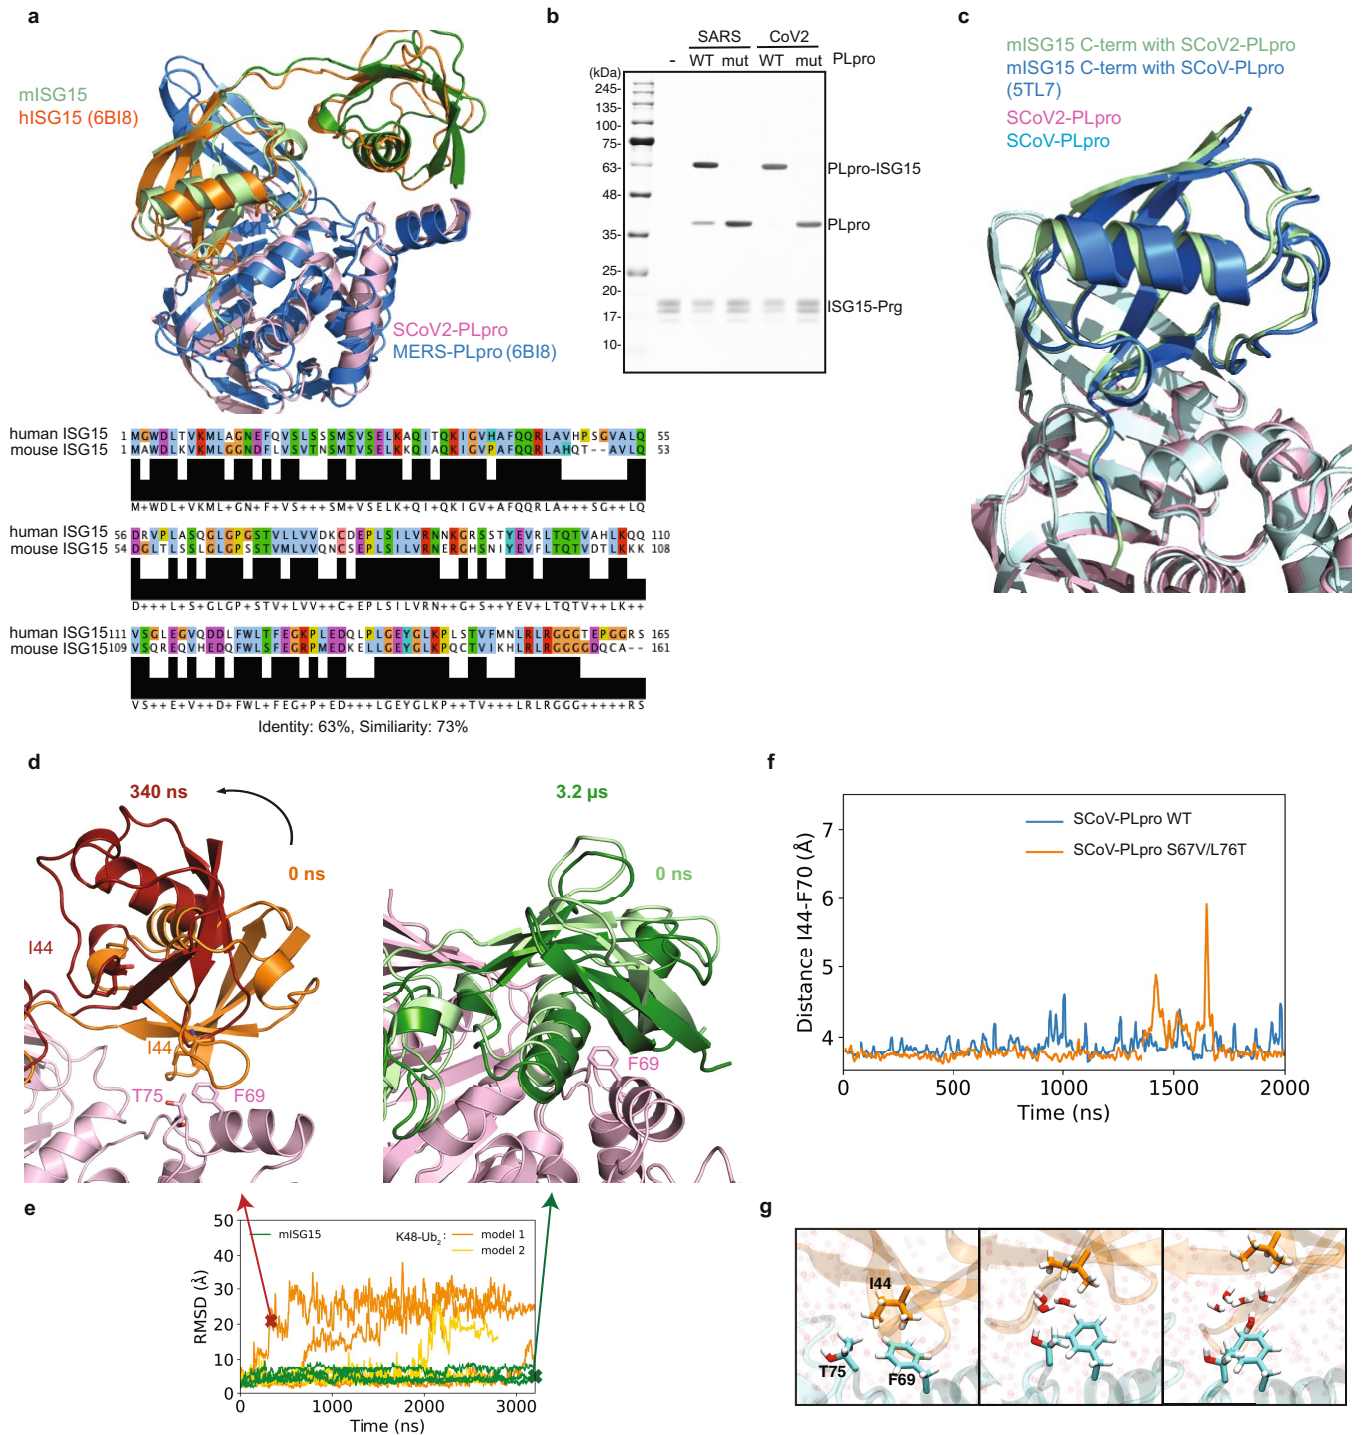 a
mISG15
hISG15 (6BI8)
SCoV2-PLpro
MERS-PLpro (6BI8)
human ISG15 1 MGWDLTVKMLAGNEFQVSLSSSMSVSELKAQITQKIGVHAFQQRLAVHPSGVALQ 55
mouse ISG15 1 MAWDLKVKMLGGNDFLVSVTNSMTVSELKKQIAQKIGVPAFQQRLAHQT--AVLQ 53
M+WDL+VKML+GN+F+VS+++SM+VSELK+QI+QKIGV+AFQQRLA+++SG++LQ
human ISG15 56 DRVPLASQGLGPGSTVLLVVDKCDEPLSILVRNNKGRSSTYEVRLTQTVAHLKQQ 110
mouse ISG15 54 DGLTLSSLGLGPSSTVMLVVQNCSEPLSILVRNERGHSNIYEVFLTQTVDTLKKK 108
D+++L+S+GLGP+STV+LVV++C+EPLSILVRN++G+S++YEV+LTQTV++LK++
human ISG15 111 VSGLEGVQDDLFWLTFEGKPLEDQLPLGEYGLKPLSTVFMNLRLRGGGTEPGGRS 165
mouse ISG15 109 VSQREQVHEDQFWLSFEGRPMEDKELLGEYGLKPQCTVIKHLRLRGGGGDQCA-- 161
VS++E+V++D+FWL+FEG+P+ED+++LGEYGLKP++TV+++LRLRGGG+++++RS
Identity: 63%, Similiarity: 73%
b
SARS CoV2
- WT mut WT mut PLpro
(kDa)
245-
135-
100-
75-
63-
48-
35-
25-
20-
17-
10-
PLpro-ISG15
PLpro
ISG15-Prg
c
mISG15 C-term with SCoV2-PLpro
mISG15 C-term with SCoV-PLpro
(5TL7)
SCoV2-PLpro
SCoV-PLpro
d
340 ns
0 ns
I44
I44
T75
F69
3.2 µs
0 ns
F69
e
RMSD (Å)
50
40
30
20
10
0
mISG15
K48-Ub2: model 1
model 2
0 1000 2000 3000
Time (ns)
f
Distance I44-F70 (Å)
7
6
5
4
SCoV-PLpro WT
SCoV-PLpro S67V/L76T
0 500 1000 1500 2000
Time (ns)
g
I44
T75
F69